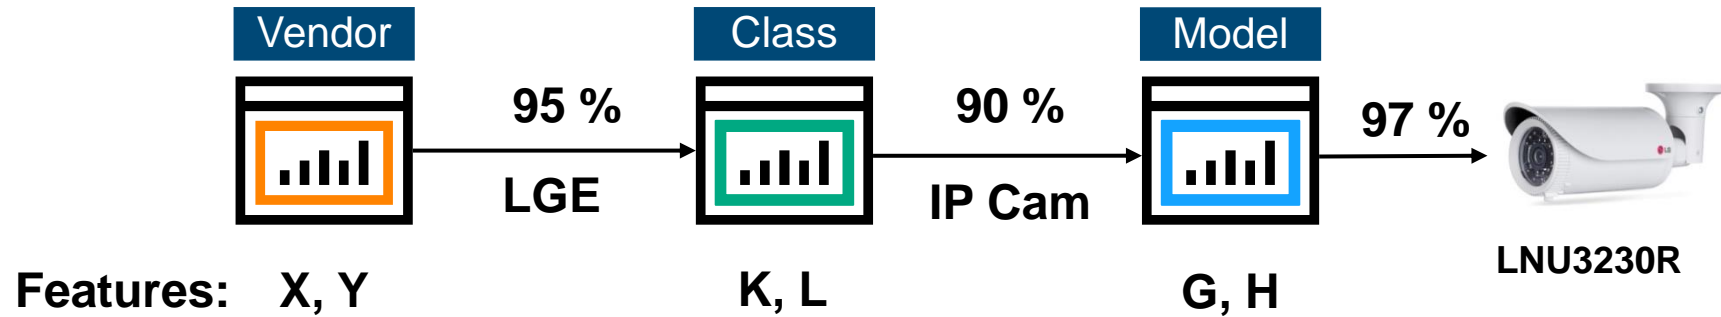 Vendor
Class
Model
95 %
90 %
97 %
LGE
IP Cam
LNU3230R
Features:
X, Y
K, L
G, H